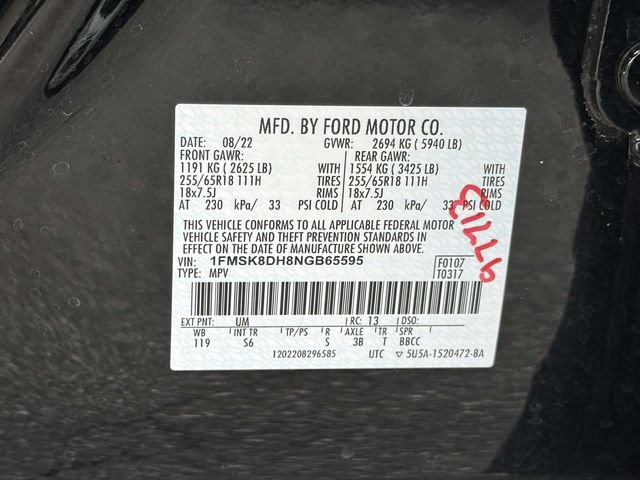 MFD. BY FORD MOTOR CO.
DATE: 08/22 GVWR: 2694 KG ( 5940 LB)
FRONT GAWR: REAR GAWR:
1191 KG ( 2625 LB) WITH 1554 KG ( 3425 LB) WITH
255/65R18 111H TIRES 255/65R18 111H TIRES
18x7.5J RIMS 18x7.5J RIMS
AT 230 kPa/ 33 PSI COLD AT 230 kPa/ 33 PSI COLD
THIS VEHICLE CONFORMS TO ALL APPLICABLE FEDERAL MOTOR
VEHICLE SAFETY AND THEFT PREVENTION STANDARDS IN
EFFECT ON THE DATE OF MANUFACTURE SHOWN ABOVE.
VIN: 1FMSK8DH8NGB65595 F0107
TYPE: MPV T0317
EXT PNT: UM RC: 13 DSO:
WB INT TR TP/PS R AXLE TR SPR
119 S6 S 3B T BBCC
1202208296585 UTC ▽ 5U5A-1520472-BA